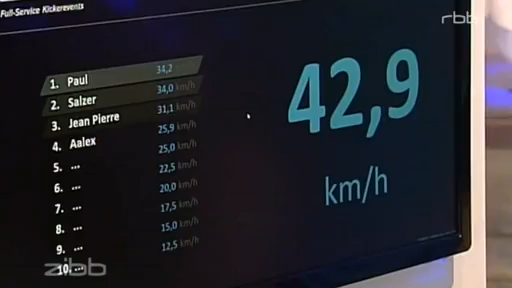 Full-Service Kickerevents
rbb
1. Paul 34,2
2. Salzer 34,0 km/h
3. Jean Pierre 31,1 km/h
4. Aalex 25,9 km/h
5. --- 25,0 km/h
6. --- 22,5 km/h
7. --- 20,0 km/h
8. --- 17,5 km/h
9. --- 15,0 km/h
10. --- 12,5 km/h
42,9
km/h
zibb